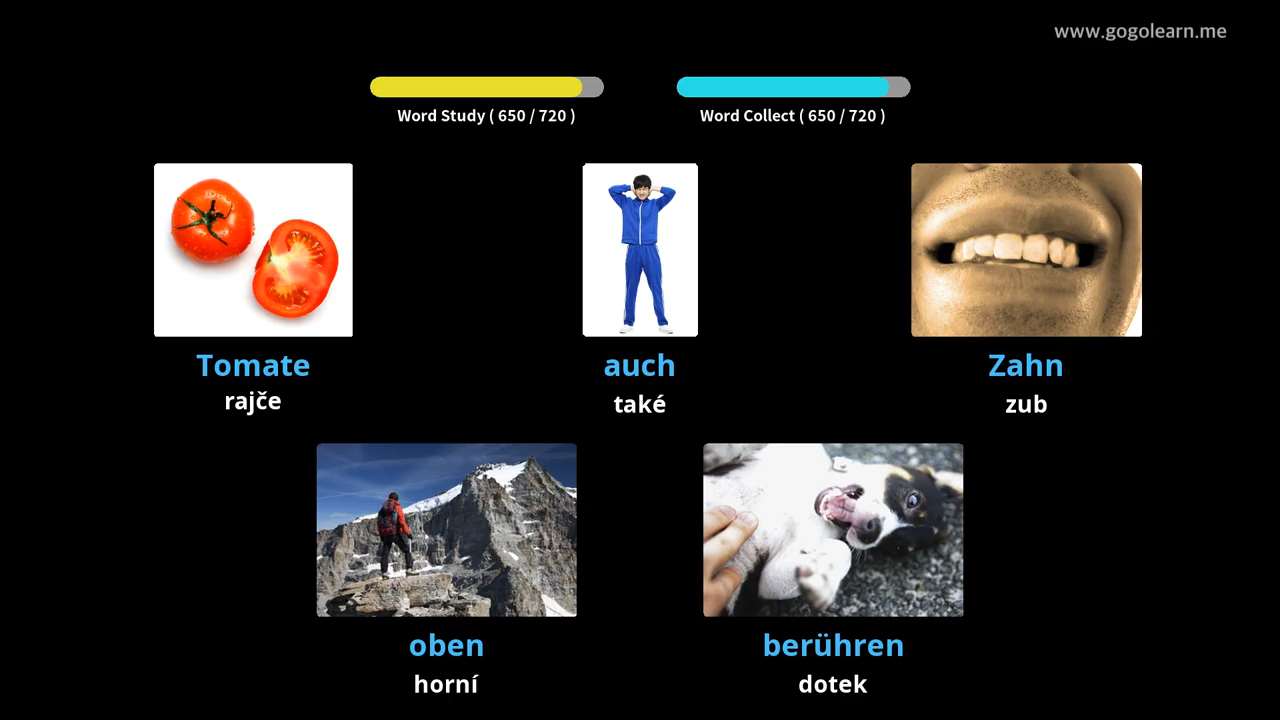 www.gogolearn.me
Word Study ( 650 / 720 )
Word Collect ( 650 / 720 )
Tomate
rajče
auch
také
Zahn
zub
oben
horní
berühren
dotek